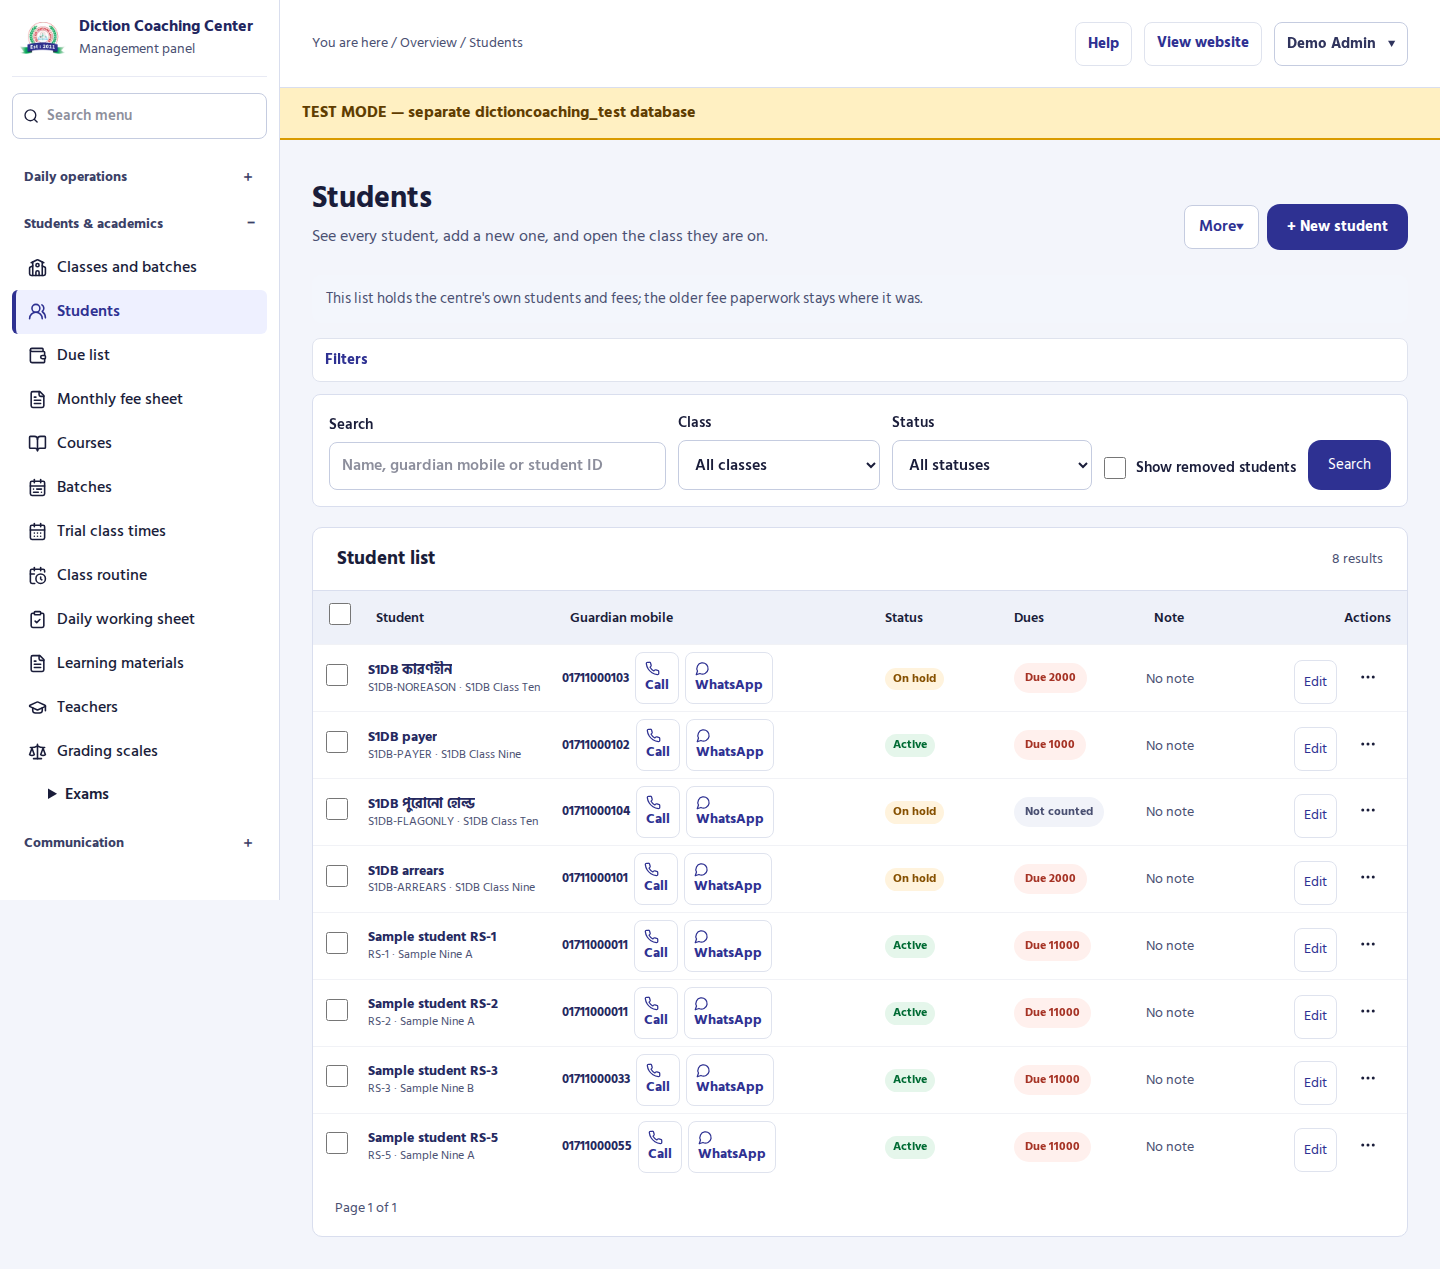 Diction Coaching Center
Management panel
Est : 2011
Search menu
Daily operations +
Students & academics −
Classes and batches
Students
Due list
Monthly fee sheet
Courses
Batches
Trial class times
Class routine
Daily working sheet
Learning materials
Teachers
Grading scales
Exams
Communication +
You are here / Overview / Students
Help
View website
Demo Admin
TEST MODE — separate dictioncoaching_test database
Students
See every student, add a new one, and open the class they are on.
More
+ New student
This list holds the centre's own students and fees; the older fee paperwork stays where it was.
Filters
Search Class Status
Name, guardian mobile or student ID All classes All statuses Show removed students Search
Student list 8 results
Student Guardian mobile Status Dues Note Actions
S1DB কারণহীন
S1DB-NOREASON · S1DB Class Ten
01711000103 Call WhatsApp On hold Due 2000 No note Edit ...
S1DB payer
S1DB-PAYER · S1DB Class Nine
01711000102 Call WhatsApp Active Due 1000 No note Edit ...
S1DB পুরোনো হোল্ড
S1DB-FLAGONLY · S1DB Class Ten
01711000104 Call WhatsApp On hold Not counted No note Edit ...
S1DB arrears
S1DB-ARREARS · S1DB Class Nine
01711000101 Call WhatsApp On hold Due 2000 No note Edit ...
Sample student RS-1
RS-1 · Sample Nine A
01711000011 Call WhatsApp Active Due 11000 No note Edit ...
Sample student RS-2
RS-2 · Sample Nine A
01711000011 Call WhatsApp Active Due 11000 No note Edit ...
Sample student RS-3
RS-3 · Sample Nine B
01711000033 Call WhatsApp Active Due 11000 No note Edit ...
Sample student RS-5
RS-5 · Sample Nine A
01711000055 Call WhatsApp Active Due 11000 No note Edit ...
Page 1 of 1